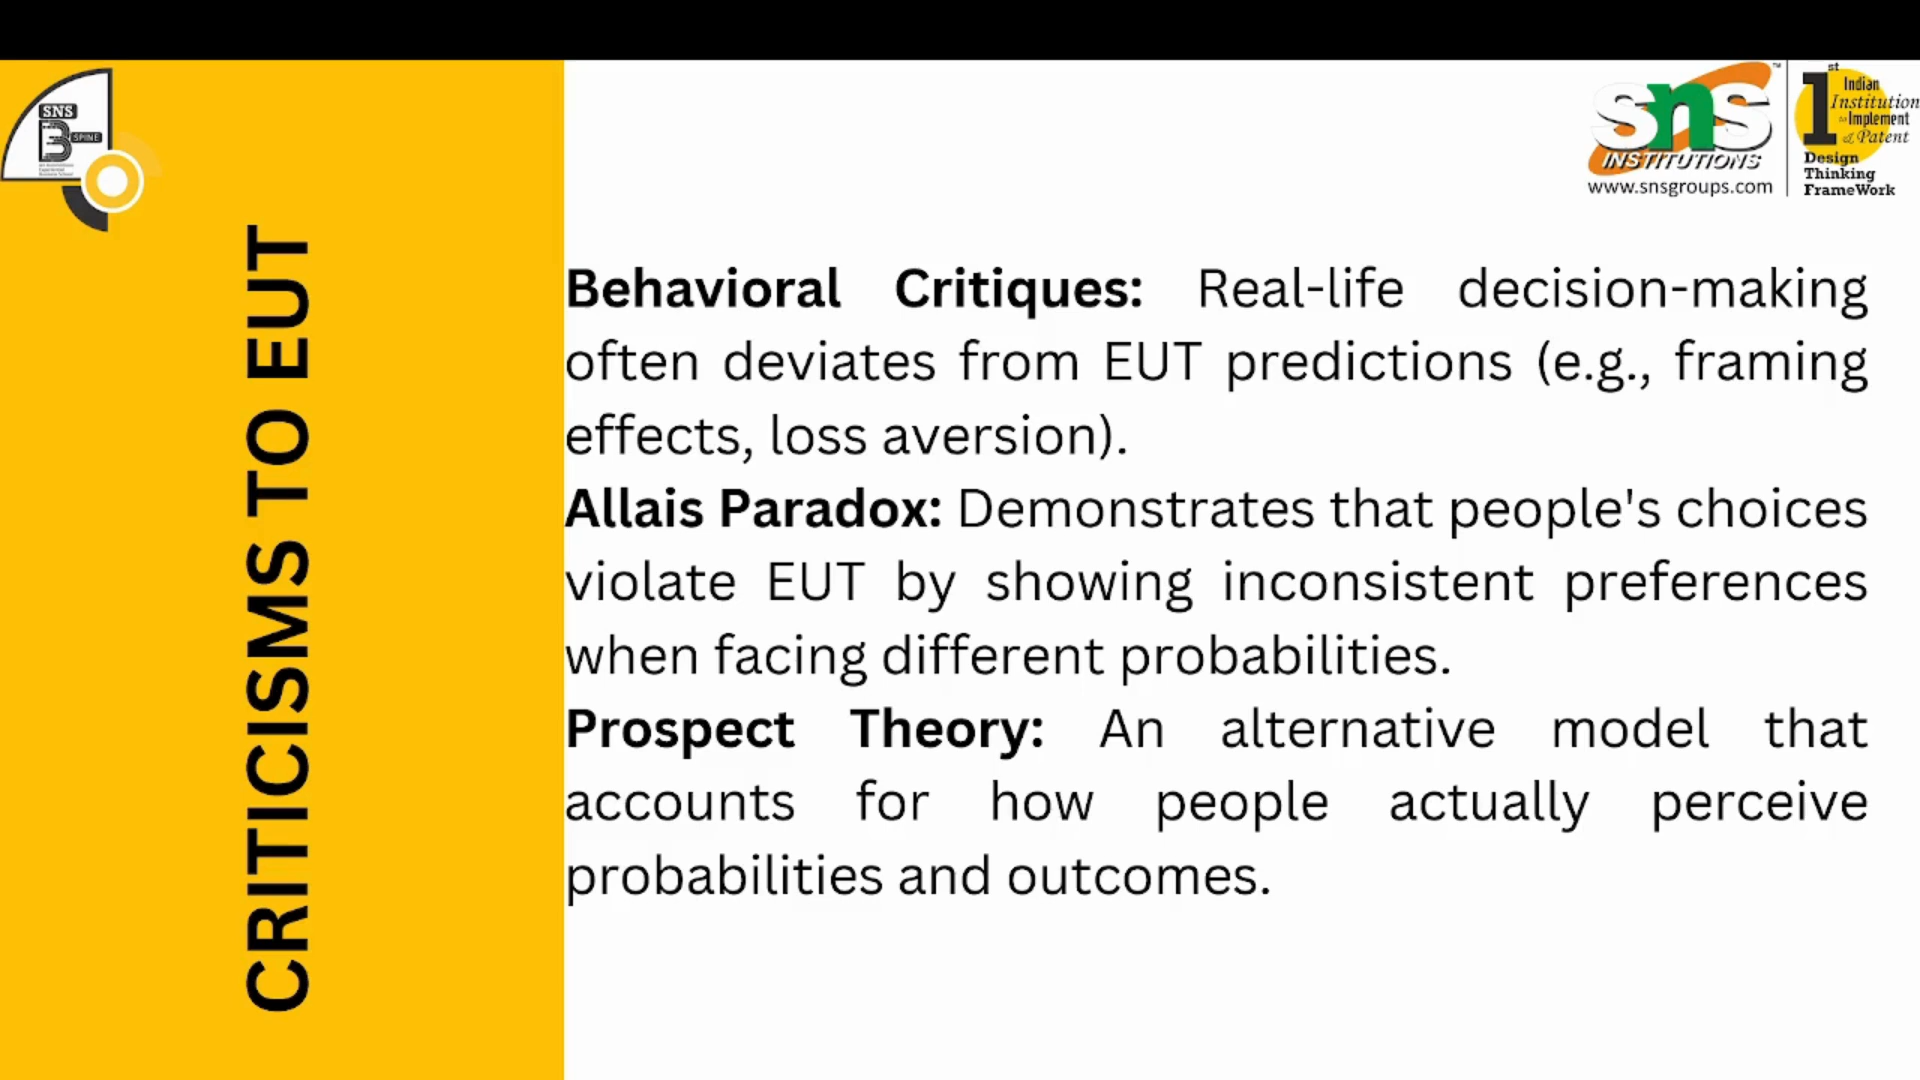 SNS
SPINE
sns
INSTITUTIONS
www.snsgroups.com
1st
Indian
Institution
to Implement
& Patent
Design
Thinking
FrameWork
CRITICISMS TO EUT
Behavioral Critiques: Real-life decision-making
often deviates from EUT predictions (e.g., framing
effects, loss aversion).
Allais Paradox: Demonstrates that people's choices
violate EUT by showing inconsistent preferences
when facing different probabilities.
Prospect Theory: An alternative model that
accounts for how people actually perceive
probabilities and outcomes.